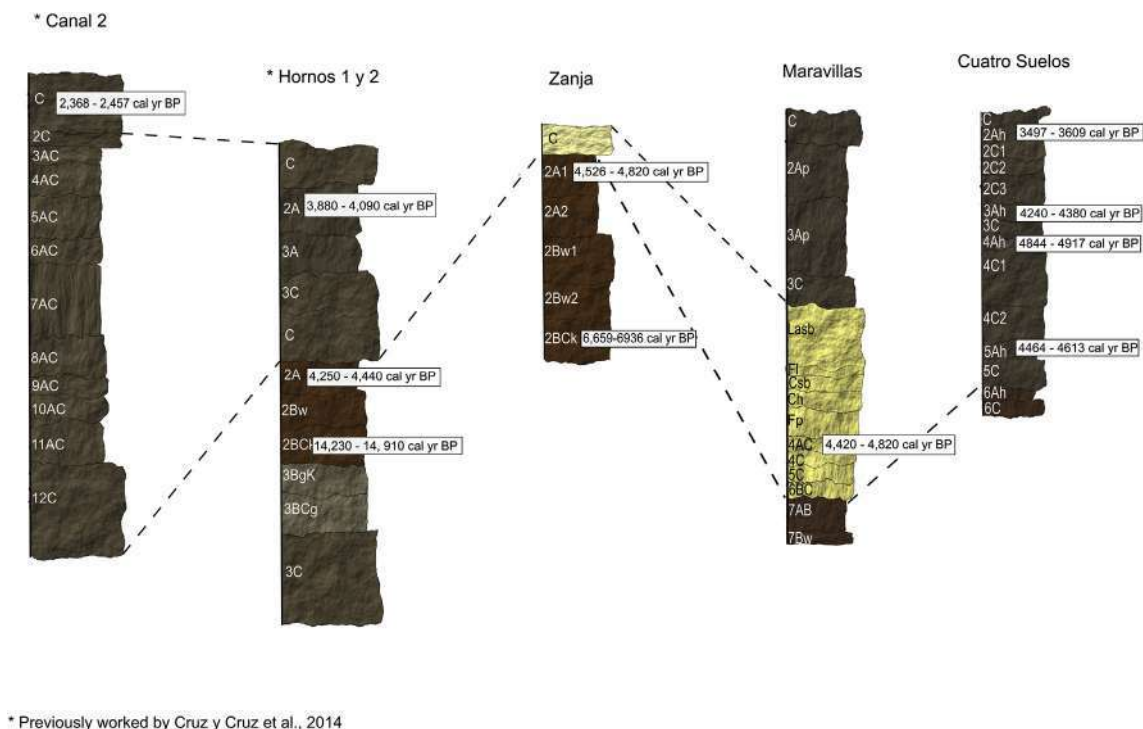 * Canal 2
C
2,368 - 2,457 cal yr BP
2C
3AC
4AC
5AC
6AC
7AC
8AC
9AC
10AC
11AC
12C
* Hornos 1 y 2
C
2A
3,880 - 4,090 cal yr BP
3A
3C
C
2A
4,250 - 4,440 cal yr BP
2Bw
2BCk
14,230 - 14, 910 cal yr BP
3BgK
3BCg
3C
Zanja
C
2A1
4,526 - 4,820 cal yr BP
2A2
2Bw1
2Bw2
2BCk
6,659-6936 cal yr BP
Maravillas
C
2Ap
3Ap
3C
Lasb
Fl
Csb
Ch
Fp
4AC
4,420 - 4,820 cal yr BP
4C
5C
6BC
7AB
7Bw
Cuatro Suelos
C
2Ah
3497 - 3609 cal yr BP
2C1
2C2
2C3
3Ah
4240 - 4380 cal yr BP
3C
4Ah
4844 - 4917 cal yr BP
4C1
4C2
5Ah
4464 - 4613 cal yr BP
5C
6Ah
6C
* Previously worked by Cruz y Cruz et al., 2014